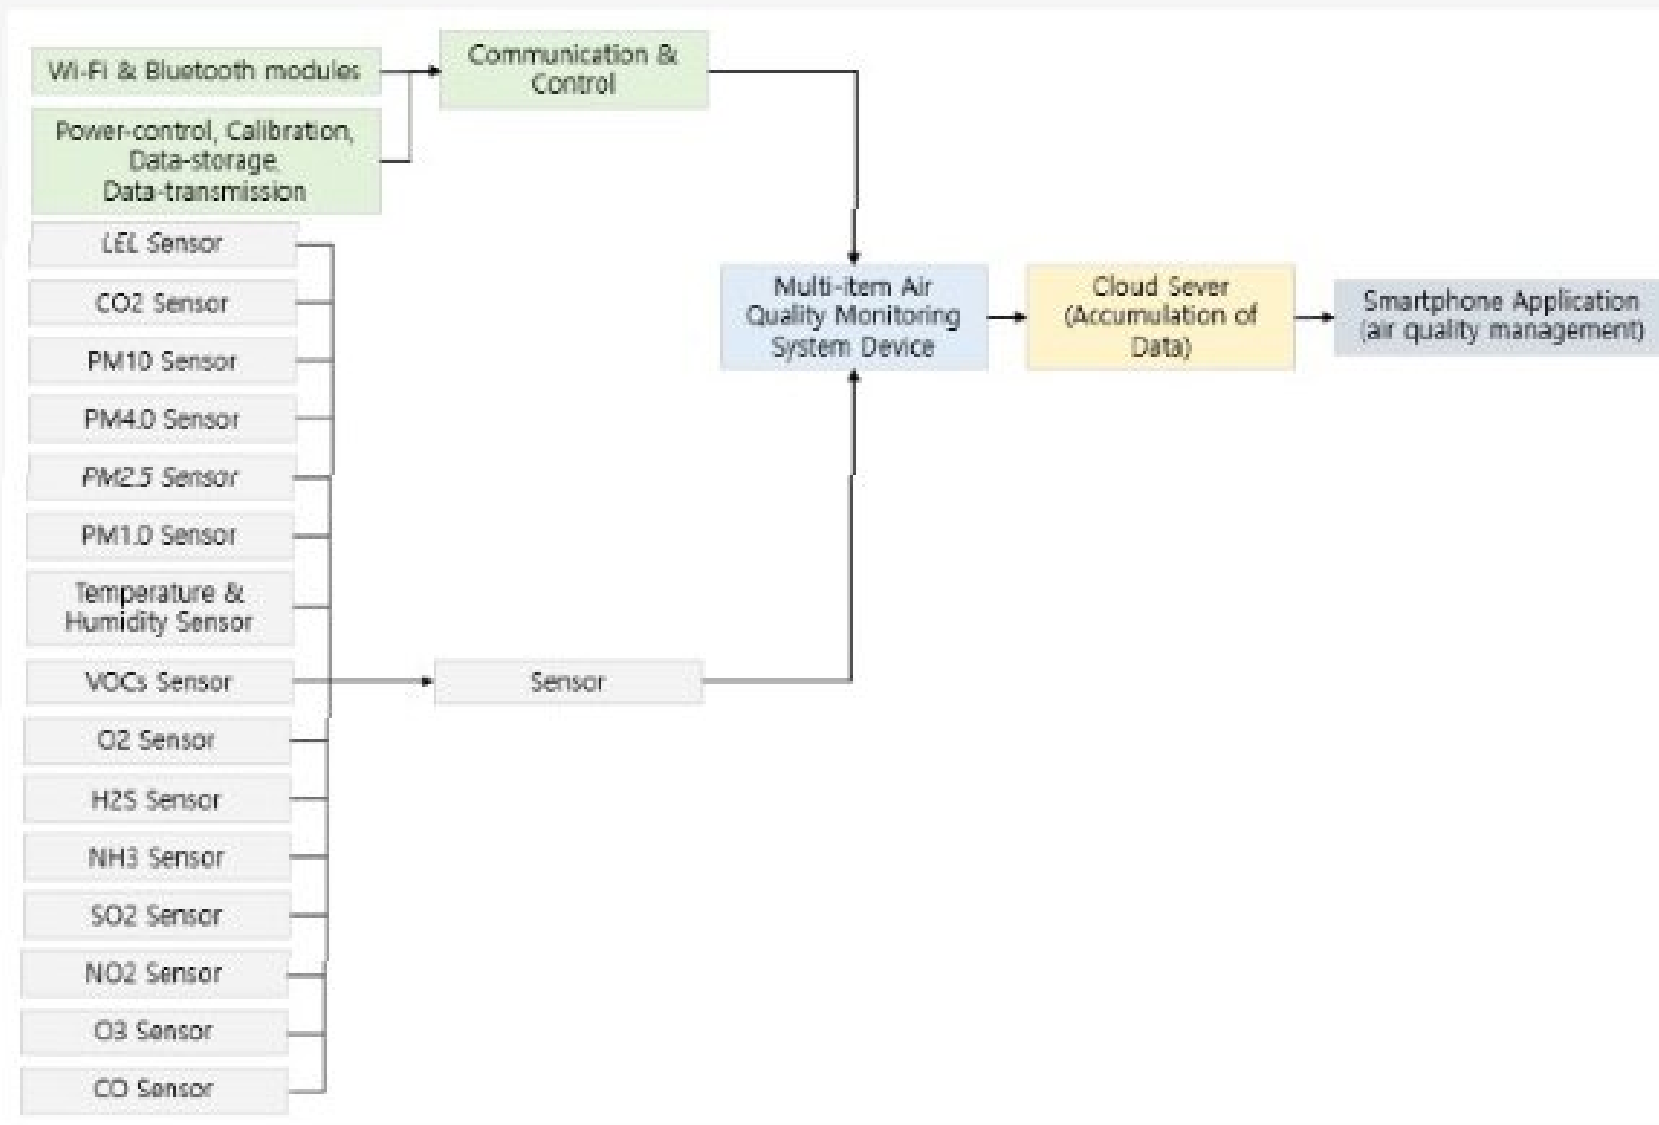 Wi-Fi & Bluetooth modules
Communication &
Control
Power-control, Calibration,
Data-storage,
Data-transmission
LEL Sensor
CO2 Sensor
PM10 Sensor
PM4.0 Sensor
PM2.5 Sensor
PM1.0 Sensor
Temperature &
Humidity Sensor
VOCs Sensor
O2 Sensor
H2S Sensor
NH3 Sensor
SO2 Sensor
NO2 Sensor
O3 Sensor
CO Sensor
Sensor
Multi-item Air
Quality Monitoring
System Device
Cloud Sever
(Accumulation of
Data)
Smartphone Application
(air quality management)